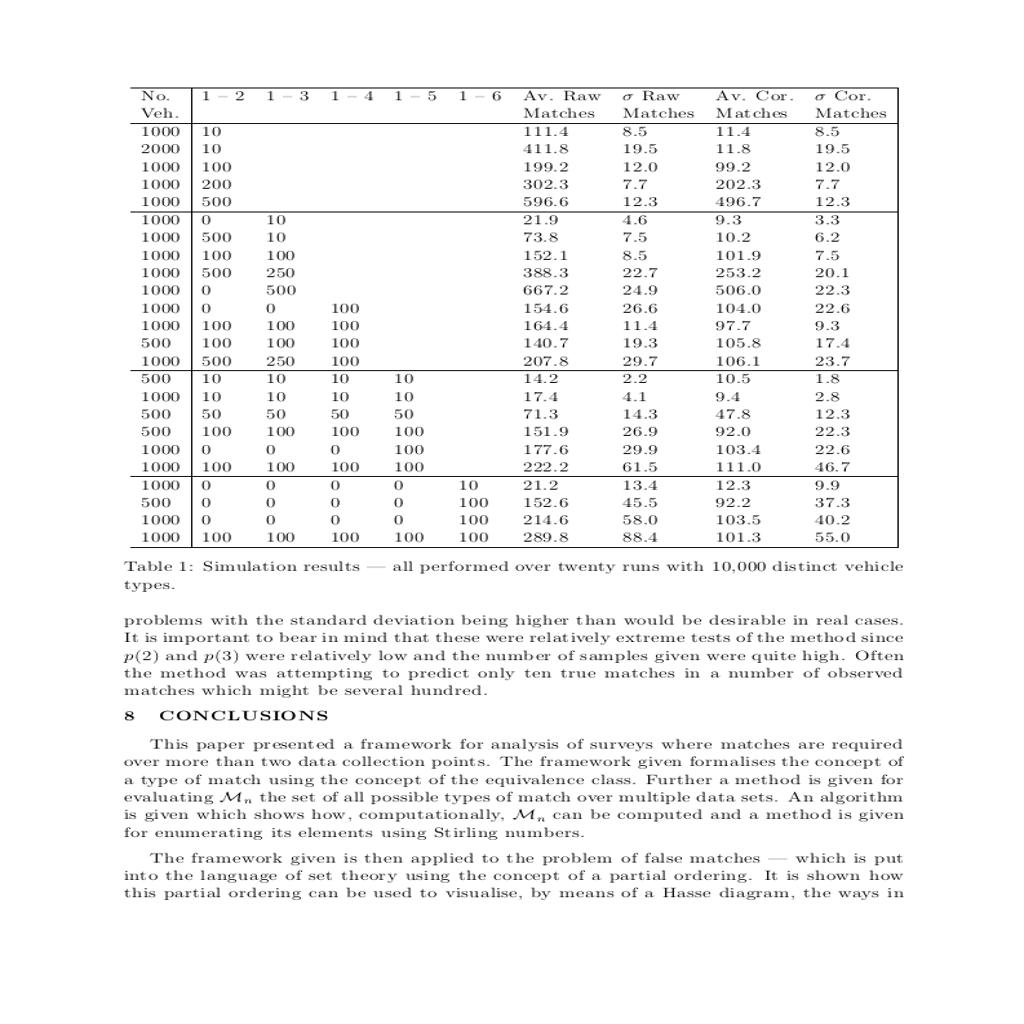 No. 1 – 2 1 – 3 1 – 4 1 – 5 1 – 6 Av. Raw σ Raw Av. Cor. σ Cor.
Veh. Matches Matches Matches Matches
1000 10 111.4 8.5 11.4 8.5
2000 10 411.8 19.5 11.8 19.5
1000 100 199.2 12.0 99.2 12.0
1000 200 302.3 7.7 202.3 7.7
1000 500 596.6 12.3 496.7 12.3
1000 0 10 21.9 4.6 9.3 3.3
1000 500 10 73.8 7.5 10.2 6.2
1000 100 100 152.1 8.5 101.9 7.5
1000 500 250 388.3 22.7 253.2 20.1
1000 0 500 667.2 24.9 506.0 22.3
1000 0 0 100 154.6 26.6 104.0 22.6
1000 100 100 100 164.4 11.4 97.7 9.3
500 100 100 100 140.7 19.3 105.8 17.4
1000 500 250 100 207.8 29.7 106.1 23.7
500 10 10 10 10 14.2 2.2 10.5 1.8
1000 10 10 10 10 17.4 4.1 9.4 2.8
500 50 50 50 50 71.3 14.3 47.8 12.3
500 100 100 100 100 151.9 26.9 92.0 22.3
1000 0 0 0 100 177.6 29.9 103.4 22.6
1000 100 100 100 100 222.2 61.5 111.0 46.7
1000 0 0 0 0 10 21.2 13.4 12.3 9.9
500 0 0 0 0 100 152.6 45.5 92.2 37.3
1000 0 0 0 0 100 214.6 58.0 103.5 40.2
1000 100 100 100 100 100 289.8 88.4 101.3 55.0
Table 1: Simulation results — all performed over twenty runs with 10,000 distinct vehicle
types.
problems with the standard deviation being higher than would be desirable in real cases.
It is important to bear in mind that these were relatively extreme tests of the method since
p(2) and p(3) were relatively low and the number of samples given were quite high. Often
the method was attempting to predict only ten true matches in a number of observed
matches which might be several hundred.
8 CONCLUSIONS
This paper presented a framework for analysis of surveys where matches are required
over more than two data collection points. The framework given formalises the concept of
a type of match using the concept of the equivalence class. Further a method is given for
evaluating ℳₙ the set of all possible types of match over multiple data sets. An algorithm
is given which shows how, computationally, ℳₙ can be computed and a method is given
for enumerating its elements using Stirling numbers.
The framework given is then applied to the problem of false matches — which is put
into the language of set theory using the concept of a partial ordering. It is shown how
this partial ordering can be used to visualise, by means of a Hasse diagram, the ways in